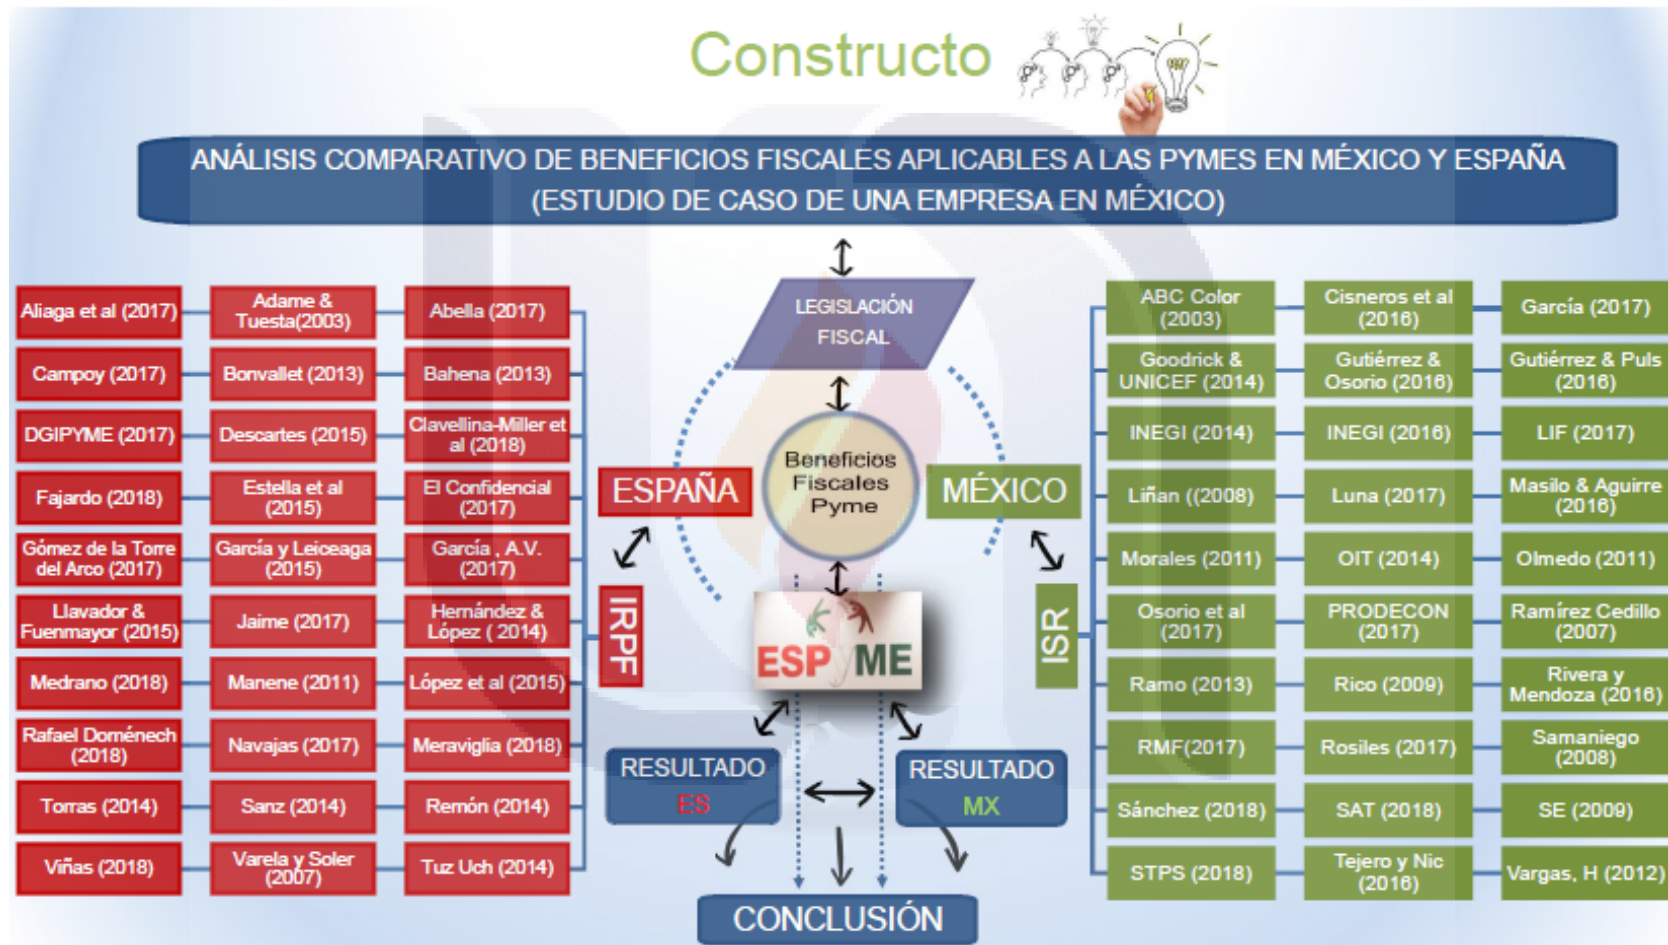 Constructo
ANÁLISIS COMPARATIVO DE BENEFICIOS FISCALES APLICABLES A LAS PYMES EN MÉXICO Y ESPAÑA
(ESTUDIO DE CASO DE UNA EMPRESA EN MÉXICO)
LEGISLACIÓN
FISCAL
Beneficios
Fiscales
Pyme
ESPAÑA
MÉXICO
IRPF
ISR
ESPyME
RESULTADO
ES
RESULTADO
MX
CONCLUSIÓN
Aliaga et al (2017)
Adame &
Tuesta(2003)
Abella (2017)
Campoy (2017)
Bonvallet (2013)
Bahena (2013)
DGIPYME (2017)
Descartes (2015)
Clavellina-Miller et
al (2018)
Fajardo (2018)
Estella et al
(2015)
El Confidencial
(2017)
Gómez de la Torre
del Arco (2017)
García y Leiceaga
(2015)
García , A.V.
(2017)
Llavador &
Fuenmayor (2015)
Jaime (2017)
Hernández &
López ( 2014)
Medrano (2018)
Manene (2011)
López et al (2015)
Rafael Doménech
(2018)
Navajas (2017)
Meraviglia (2018)
Torras (2014)
Sanz (2014)
Remón (2014)
Viñas (2018)
Varela y Soler
(2007)
Tuz Uch (2014)
ABC Color
(2003)
Cisneros et al
(2016)
García (2017)
Goodrick &
UNICEF (2014)
Gutiérrez &
Osorio (2016)
Gutiérrez & Puls
(2016)
INEGI (2014)
INEGI (2016)
LIF (2017)
Liñan ((2008)
Luna (2017)
Masilo & Aguirre
(2016)
Morales (2011)
OIT (2014)
Olmedo (2011)
Osorio et al
(2017)
PRODECON
(2017)
Ramírez Cedillo
(2007)
Ramo (2013)
Rico (2009)
Rivera y
Mendoza (2016)
RMF(2017)
Rosiles (2017)
Samaniego
(2008)
Sánchez (2018)
SAT (2018)
SE (2009)
STPS (2018)
Tejero y Nic
(2016)
Vargas, H (2012)